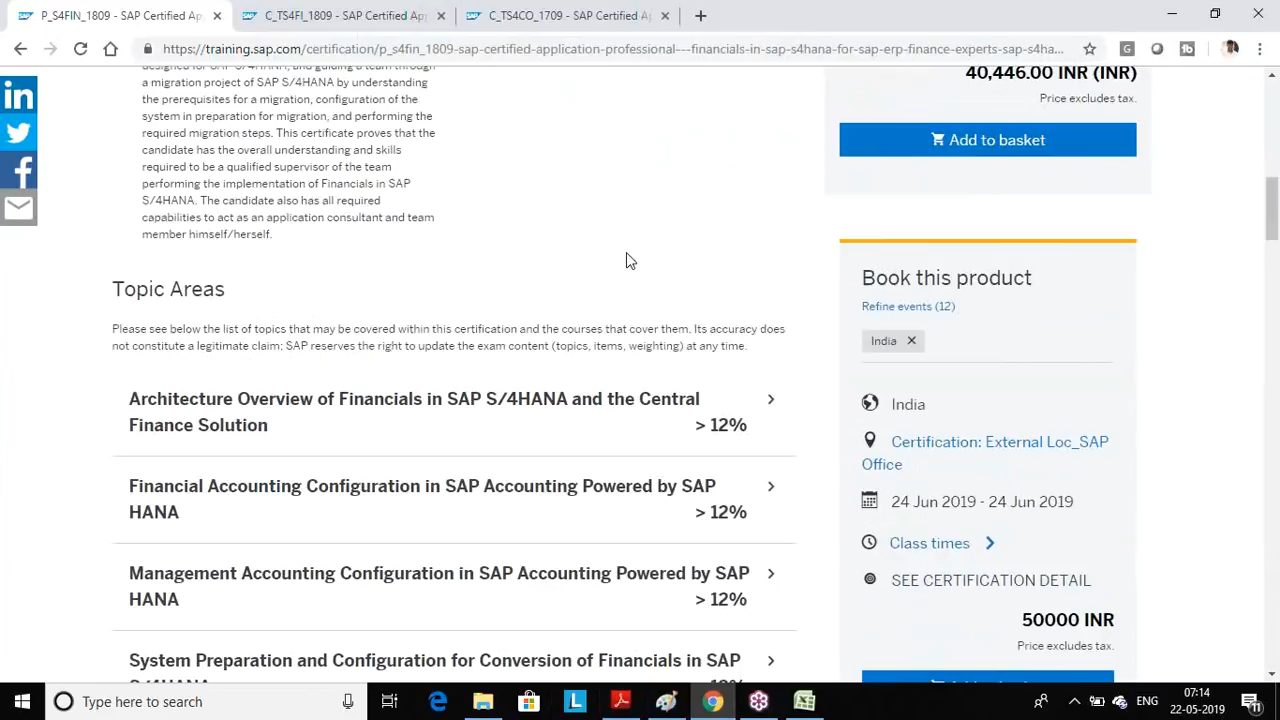 P_S4FIN_1809 - SAP Certified Ap
C_TS4FI_1809 - SAP Certified Ap
C_TS4CO_1709 - SAP Certified Ap
https://training.sap.com/certification/p_s4fin_1809-sap-certified-application-professional---financials-in-sap-s4hana-for-sap-erp-finance-experts-sap-s4ha...
designed for SAP S/4HANA, and guiding a team through
a migration project of SAP S/4HANA by understanding
the prerequisites for a migration, configuration of the
system in preparation for migration, and performing the
required migration steps. This certificate proves that the
candidate has the overall understanding and skills
required to be a qualified supervisor of the team
performing the implementation of Financials in SAP
S/4HANA. The candidate also has all required
capabilities to act as an application consultant and team
member himself/herself.
Topic Areas
Please see below the list of topics that may be covered within this certification and the courses that cover them. Its accuracy does
not constitute a legitimate claim; SAP reserves the right to update the exam content (topics, items, weighting) at any time.
Architecture Overview of Financials in SAP S/4HANA and the Central
Finance Solution > 12%
Financial Accounting Configuration in SAP Accounting Powered by SAP
HANA > 12%
Management Accounting Configuration in SAP Accounting Powered by SAP
HANA > 12%
System Preparation and Configuration for Conversion of Financials in SAP
40,446.00 INR (INR)
Price excludes tax.
Add to basket
Book this product
Refine events (12)
India ✕
India
Certification: External Loc_SAP
Office
24 Jun 2019 - 24 Jun 2019
Class times
SEE CERTIFICATION DETAIL
50000 INR
Price excludes tax.
Type here to search
ENG
07:14
22-05-2019